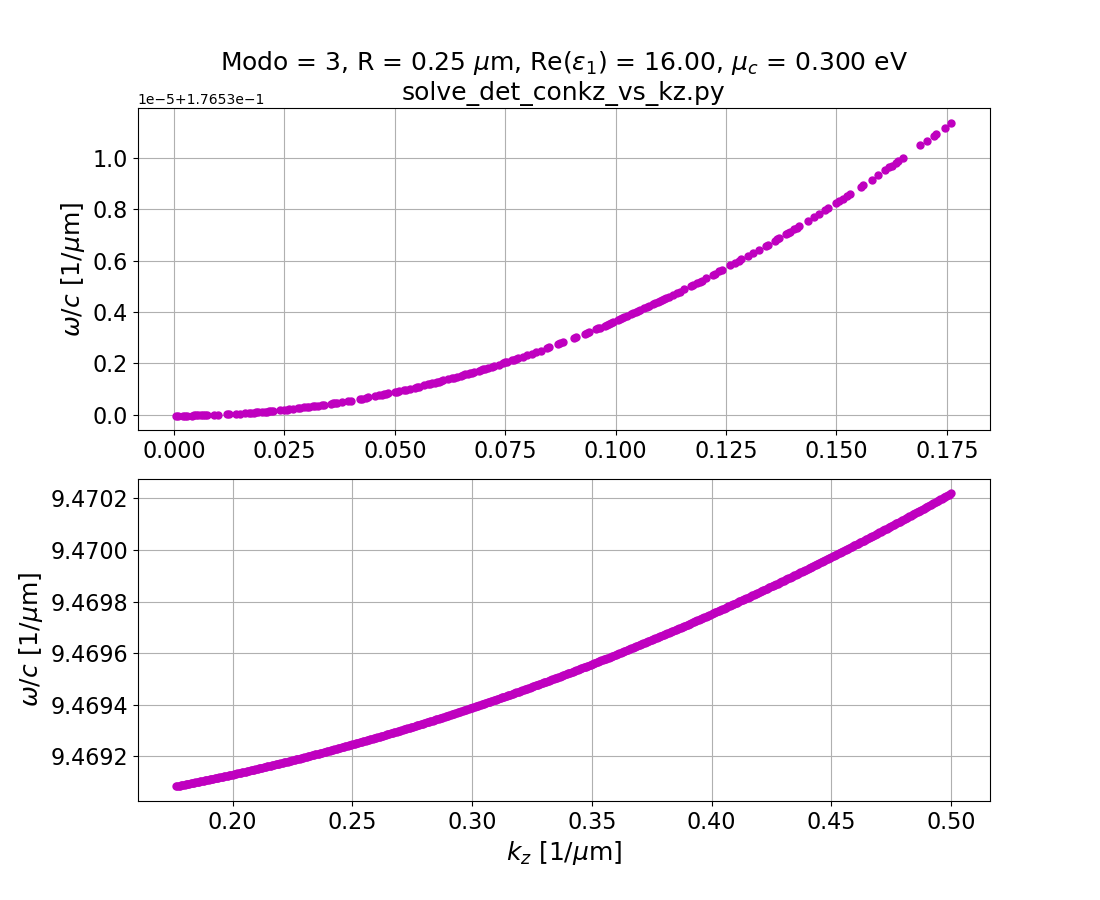 Modo = 3, R = 0.25 μm, Re(ε₁) = 16.00, μ_c = 0.300 eV
solve_det_conkz_vs_kz.py
1e-5+1.7653e-1
1.0
0.8
0.6
0.4
0.2
0.0
ω/c [1/μm]
0.000 0.025 0.050 0.075 0.100 0.125 0.150 0.175
9.4702
9.4700
9.4698
9.4696
9.4694
9.4692
ω/c [1/μm]
0.20 0.25 0.30 0.35 0.40 0.45 0.50
k_z [1/μm]